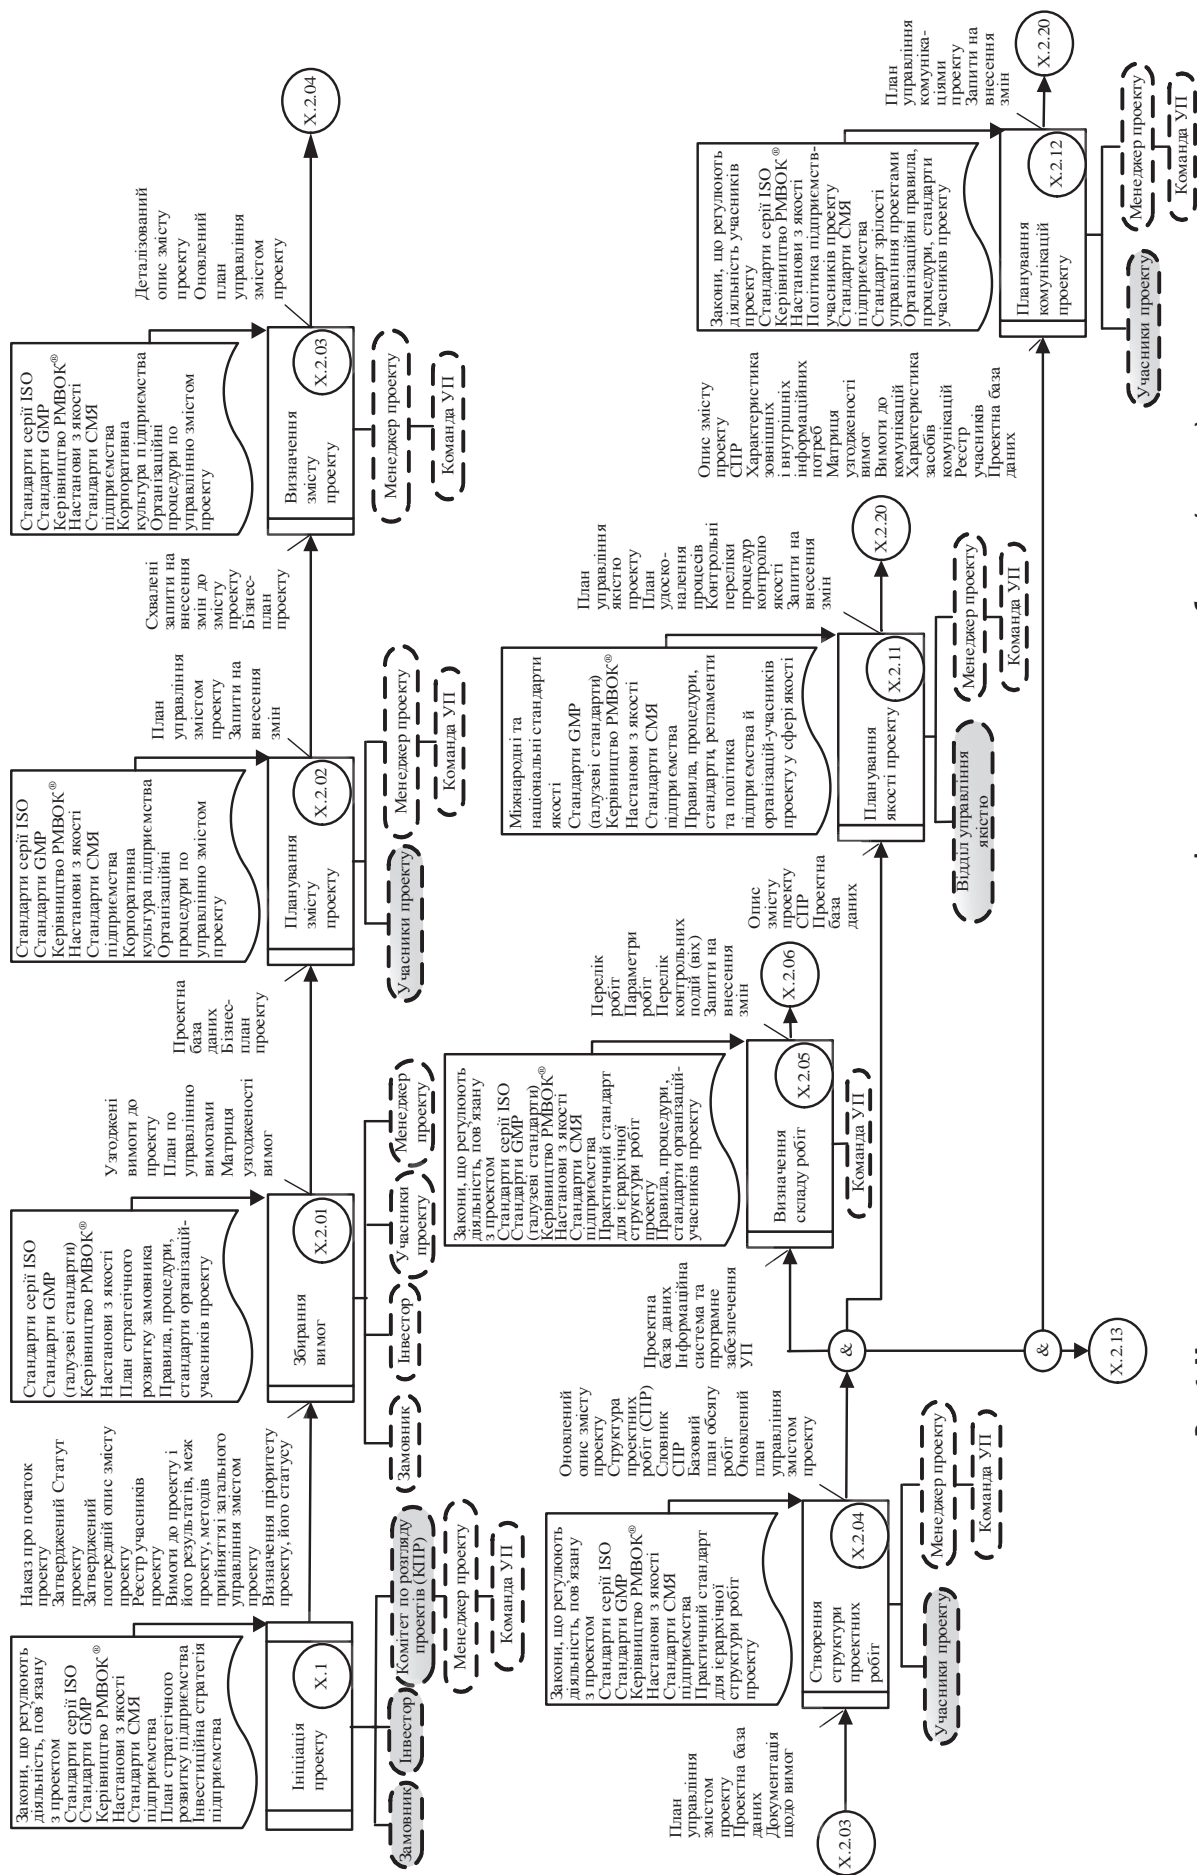 Закони, що регулюють
діяльність, пов'язану
з проектом
Стандарти серії ISO
Стандарти GMP
Керівництво PMBOK®
Настанови з якості
Стандарти СМЯ
підприємства
План стратегічного
розвитку підприємства
Інвестиційна стратегія
підприємства
Ініціація
проекту
X.1
Замовник
Інвестор
Комітет по розгляду
проектів (КПР)
Менеджер проекту
Команда УП
Наказ про початок
проекту
Затверджений Статут
проекту
Затверджений
попередній опис змісту
проекту
Реєстр учасників
проекту
Вимоги до проекту і
його результатів, меж
проекту, методів
прийняття і загального
управління змістом
проекту
Визначення пріоритету
проекту, його статусу
Стандарти серії ISO
Стандарти GMP
(галузеві стандарти)
Керівництво PMBOK®
Настанови з якості
План стратегічного
розвитку замовника
Правила, процедури,
стандарти організацій-
учасників проекту
Збирання
вимог
X.2.01
Замовник
Інвестор
Учасники
проекту
Менеджер
проекту
Узгоджені
вимоги до
проекту
План по
управлінню
вимогами
Матриця
узгодженості
вимог
Проектна
база
даних
Бізнес-
план
проекту
Стандарти серії ISO
Стандарти GMP
Керівництво PMBOK®
Настанови з якості
Стандарти СМЯ
підприємства
Корпоративна
культура підприємства
Організаційні
процедури по
управлінню змістом
проекту
Планування
змісту
проекту
X.2.02
Учасники проекту
Менеджер проекту
Команда УП
План
управління
змістом
проекту
Запити на
внесення
змін
Схвалені
запити на
внесення
змін до
змісту
проекту
Бізнес-
план
проекту
Стандарти серії ISO
Стандарти GMP
Керівництво PMBOK®
Настанови з якості
Стандарти СМЯ
підприємства
Корпоративна
культура підприємства
Організаційні
процедури по
управлінню змістом
проекту
Визначення
змісту
проекту
X.2.03
Менеджер проекту
Команда УП
Деталізований
опис змісту
проекту
Оновлений
план
управління
змістом
проекту
X.2.04
План
управління
змістом
проекту
Проектна база
даних
Документація
щодо вимог
X.2.03
Закони, що регулюють
діяльність, пов'язану
з проектом
Стандарти серії ISO
Стандарти GMP
Керівництво PMBOK®
Настанови з якості
Стандарти СМЯ
підприємства
Практичний стандарт
для ієрархічної
структури робіт
проекту
Створення
структури
проектних
робіт
X.2.04
Учасники проекту
Менеджер проекту
Команда УП
Оновлений
опис змісту
проекту
Структура
проектних
робіт (СПР)
Словник
СПР
Базовий
план обсягу
робіт
Оновлений
план
управління
змістом
проекту
&
&
X.2.13
Проектна
база даних
Інформаційна
система та
програмне
забезпечення
УП
Закони, що регулюють
діяльність, пов'язану
з проектом
Стандарти серії ISO
Стандарти GMP
(галузеві стандарти)
Керівництво PMBOK®
Настанови з якості
Стандарти СМЯ
підприємства
Практичний стандарт
для ієрархічної
структури робіт
проекту
Правила, процедури,
стандарти організацій-
учасників проекту
Визначення
складу робіт
X.2.05
Команда УП
Перелік
робіт
Параметри
робіт
Перелік
контрольних
подій (віх)
Запити на
внесення
змін
X.2.06
Опис
змісту
проекту
СПР
Проектна
база
даних
Міжнародні та
національні стандарти
якості
Стандарти GMP
(галузеві стандарти)
Керівництво PMBOK®
Настанови з якості
Стандарти СМЯ
підприємства
Правила, процедури,
стандарти, регламенти
та політика
підприємства й
організацій-учасників
проекту у сфері якості
Планування
якості проекту
X.2.11
Відділ управління
якістю
Менеджер проекту
Команда УП
План
управління
якістю
проекту
План
удоско-
налення
процесів
Контрольні
переліки
процедур
контролю
якості
Запити на
внесення
змін
X.2.20
Опис змісту
проекту
СПР
Характеристика
зовнішніх
і внутрішніх
інформаційних
потреб
Матриця
узгодженості
вимог
Вимоги до
комунікацій
Характеристика
засобів
комунікацій
Реєстр
учасників
Проектна база
даних
Закони, що регулюють
діяльність учасників
проекту
Стандарти серії ISO
Керівництво PMBOK®
Настанови з якості
Політика підприємств-
учасників проекту
Стандарти СМЯ
підприємства
Стандарт зрілості
управління проектами
Організаційні правила,
процедури, стандарти
учасників проекту
Планування
комунікацій
проекту
X.2.12
Учасники проекту
Менеджер проекту
Команда УП
План
управління
комуніка-
ціями
проекту
Запити на
внесення
змін
X.2.20